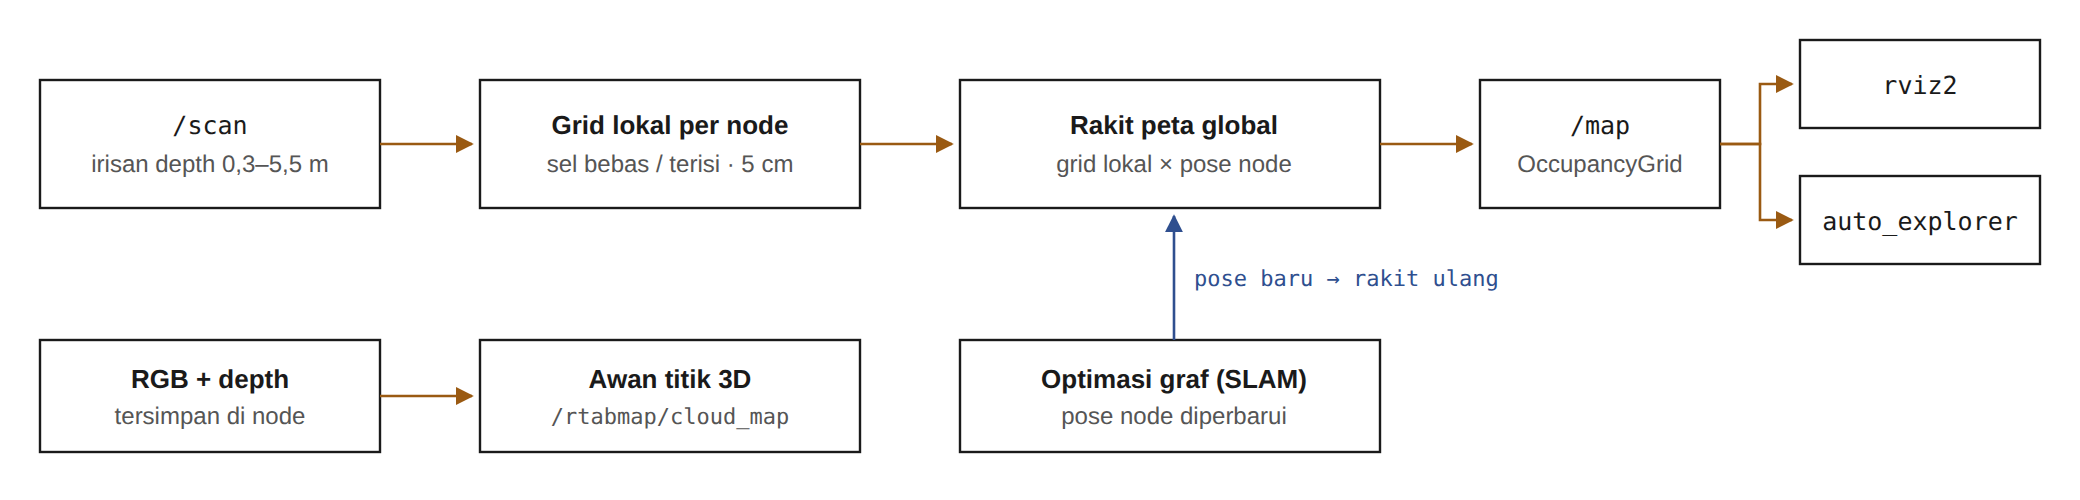 /scan
irisan depth 0,3–5,5 m
Grid lokal per node
sel bebas / terisi · 5 cm
Rakit peta global
grid lokal × pose node
/map
OccupancyGrid
rviz2
auto_explorer
pose baru → rakit ulang
RGB + depth
tersimpan di node
Awan titik 3D
/rtabmap/cloud_map
Optimasi graf (SLAM)
pose node diperbarui